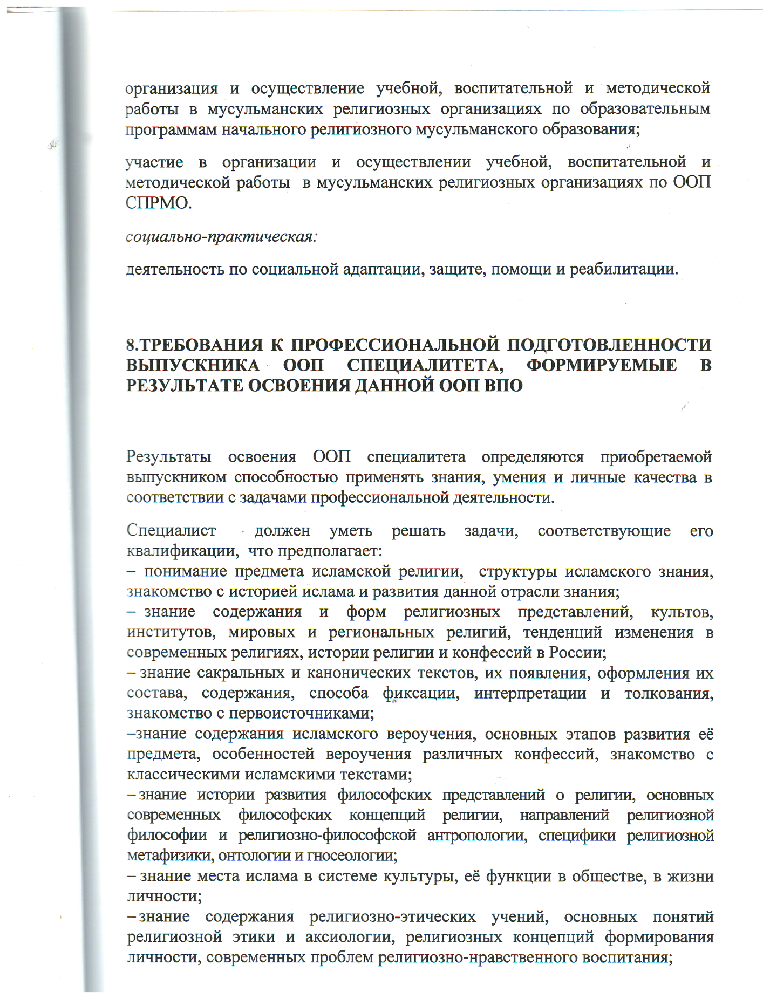 организация и осуществление учебной, воспитательной и методической
работы в мусульманских религиозных организациях по образовательным
программам начального религиозного мусульманского образования;
участие в организации и осуществлении учебной, воспитательной и
методической работы в мусульманских религиозных организациях по ООП
СПРМО.
социально-практическая:
деятельность по социальной адаптации, защите, помощи и реабилитации.
8.ТРЕБОВАНИЯ К ПРОФЕССИОНАЛЬНОЙ ПОДГОТОВЛЕННОСТИ
ВЫПУСКНИКА ООП СПЕЦИАЛИТЕТА, ФОРМИРУЕМЫЕ В
РЕЗУЛЬТАТЕ ОСВОЕНИЯ ДАННОЙ ООП ВПО
Результаты освоения ООП специалитета определяются приобретаемой
выпускником способностью применять знания, умения и личные качества в
соответствии с задачами профессиональной деятельности.
Специалист должен уметь решать задачи, соответствующие его
квалификации, что предполагает:
– понимание предмета исламской религии, структуры исламского знания,
знакомство с историей ислама и развития данной отрасли знания;
– знание содержания и форм религиозных представлений, культов,
институтов, мировых и региональных религий, тенденций изменения в
современных религиях, истории религии и конфессий в России;
– знание сакральных и канонических текстов, их появления, оформления их
состава, содержания, способа фиксации, интерпретации и толкования,
знакомство с первоисточниками;
–знание содержания исламского вероучения, основных этапов развития её
предмета, особенностей вероучения различных конфессий, знакомство с
классическими исламскими текстами;
– знание истории развития философских представлений о религии, основных
современных философских концепций религии, направлений религиозной
философии и религиозно-философской антропологии, специфики религиозной
метафизики, онтологии и гносеологии;
– знание места ислама в системе культуры, её функции в обществе, в жизни
личности;
– знание содержания религиозно-этических учений, основных понятий
религиозной этики и аксиологии, религиозных концепций формирования
личности, современных проблем религиозно-нравственного воспитания;